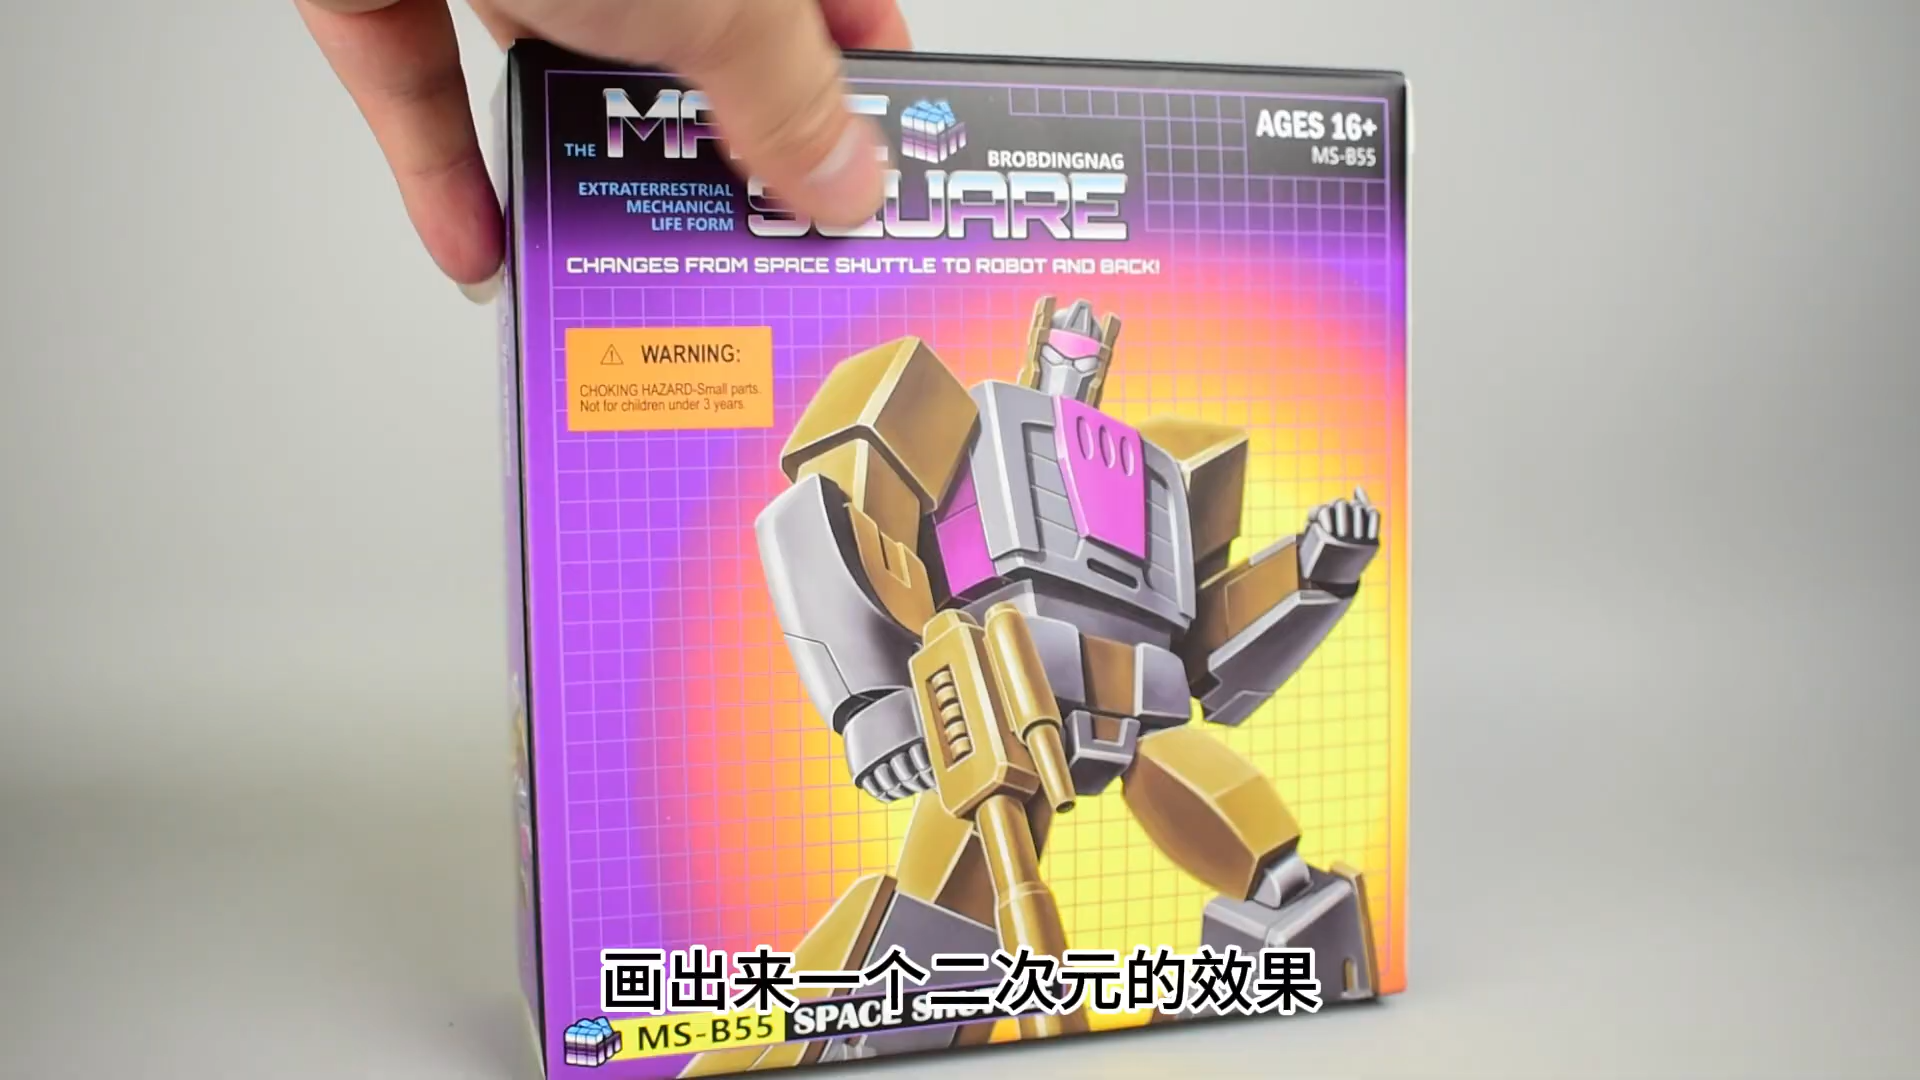 THE
BROBDINGNAG
AGES 16+
MS-B55
EXTRATERRESTRIAL
MECHANICAL
LIFE FORM
SQUARE
CHANGES FROM SPACE SHUTTLE TO ROBOT AND BACK!
WARNING:
CHOKING HAZARD-Small parts.
Not for children under 3 years.
画出来一个二次元的效果
MS-B55
SPACE